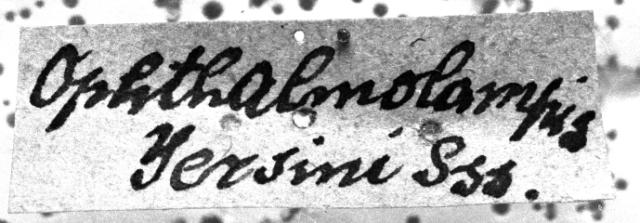 Ophthalmolampis
Yersini Sss.